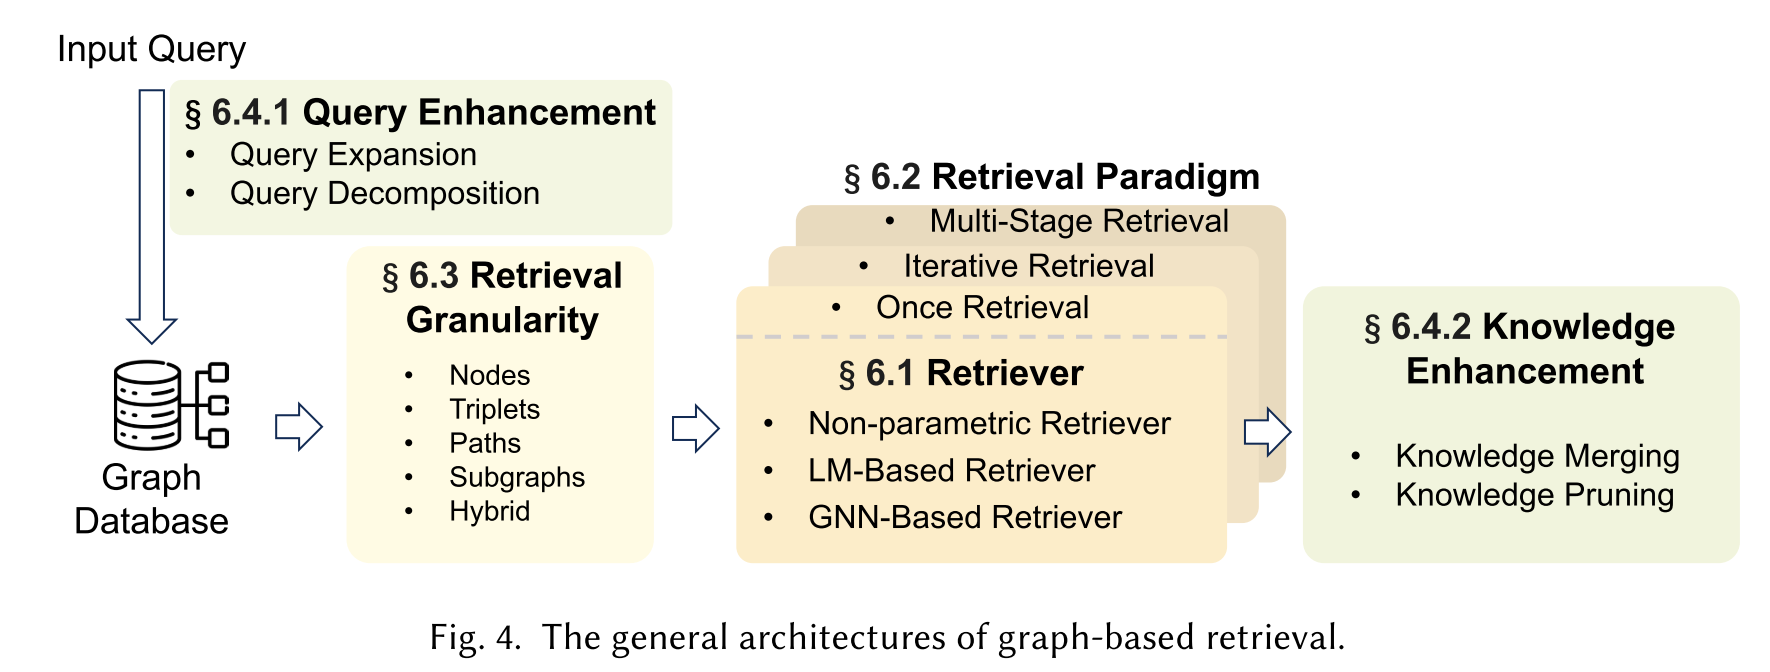 Input Query
§ 6.4.1 Query Enhancement
• Query Expansion
• Query Decomposition
Graph
Database
§ 6.3 Retrieval
Granularity
• Nodes
• Triplets
• Paths
• Subgraphs
• Hybrid
§ 6.2 Retrieval Paradigm
• Multi-Stage Retrieval
• Iterative Retrieval
• Once Retrieval
§ 6.1 Retriever
• Non-parametric Retriever
• LM-Based Retriever
• GNN-Based Retriever
§ 6.4.2 Knowledge
Enhancement
• Knowledge Merging
• Knowledge Pruning
Fig. 4. The general architectures of graph-based retrieval.